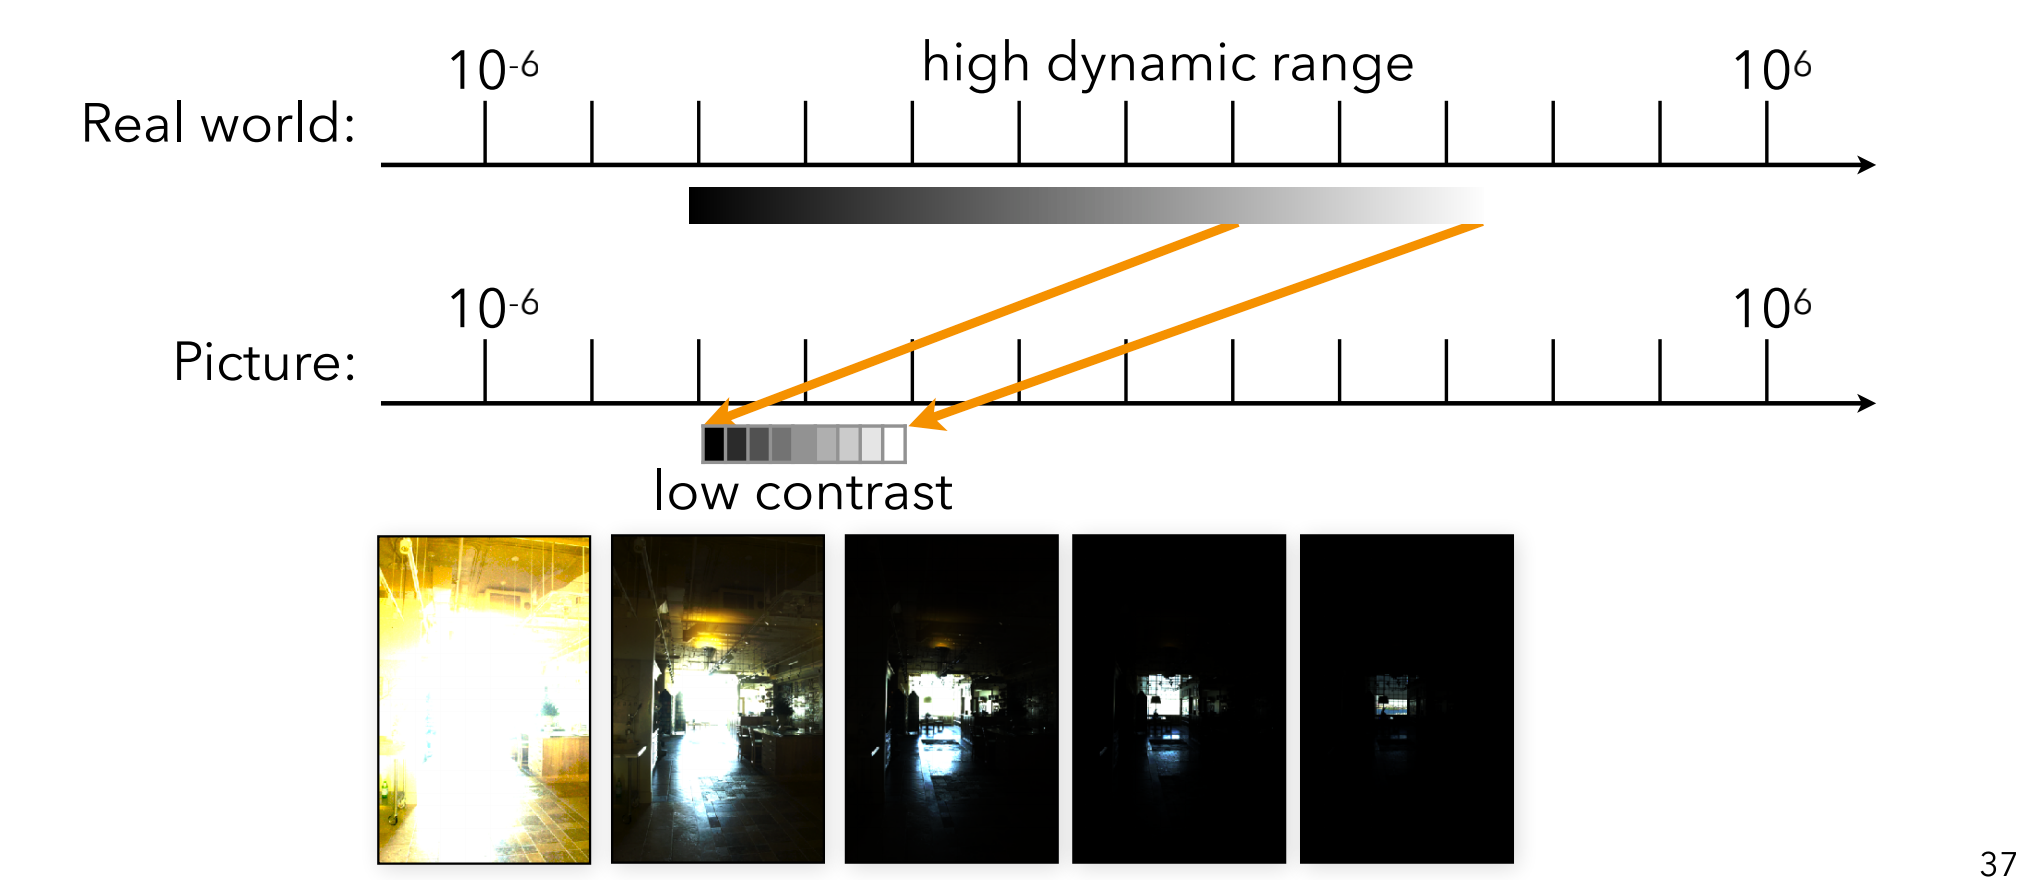 high dynamic range
10-6
106
Real world:
10-6
106
Picture:
low contrast
37